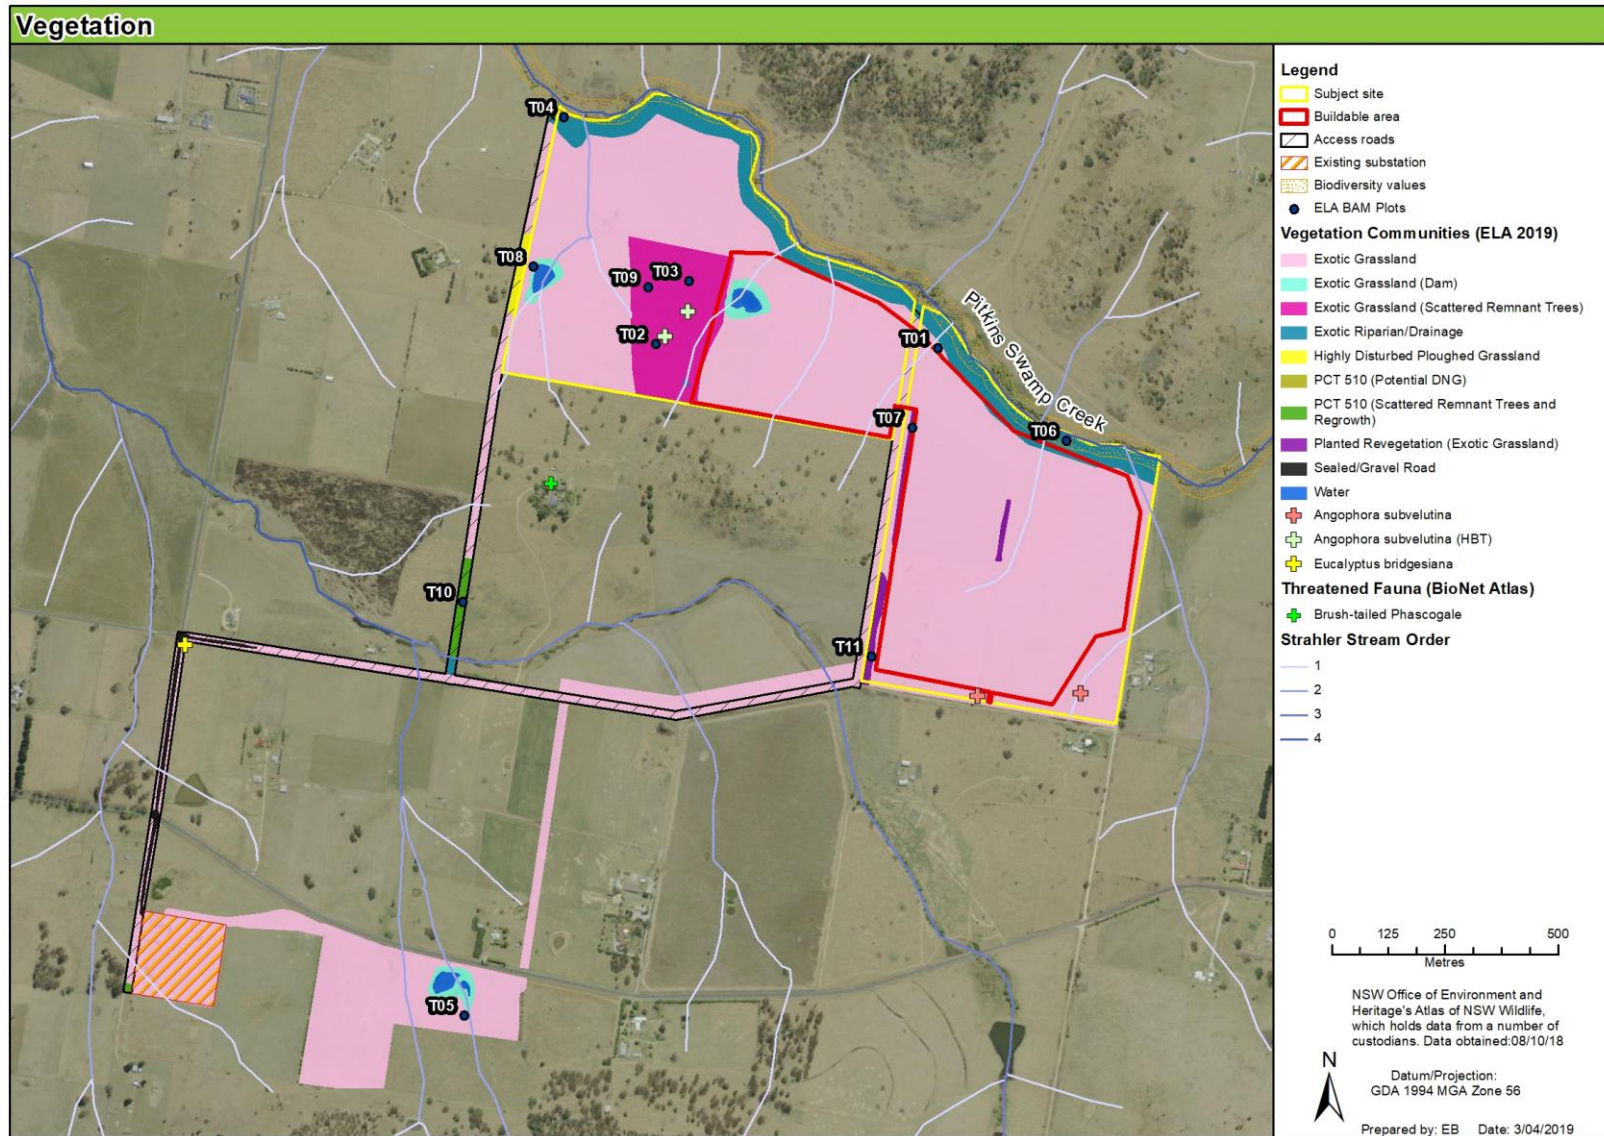 Vegetation
T04
T08
T09
T03
T02
T01
T07
T06
Pitkins Swamp Creek
T10
T11
T05
Legend
Subject site
Buildable area
Access roads
Existing substation
Biodiversity values
ELA BAM Plots
Vegetation Communities (ELA 2019)
Exotic Grassland
Exotic Grassland (Dam)
Exotic Grassland (Scattered Remnant Trees)
Exotic Riparian/Drainage
Highly Disturbed Ploughed Grassland
PCT 510 (Potential DNG)
PCT 510 (Scattered Remnant Trees and
Regrowth)
Planted Revegetation (Exotic Grassland)
Sealed/Gravel Road
Water
Angophora subvelutina
Angophora subvelutina (HBT)
Eucalyptus bridgesiana
Threatened Fauna (BioNet Atlas)
Brush-tailed Phascogale
Strahler Stream Order
1
2
3
4
0 125 250 500
Metres
NSW Office of Environment and
Heritage's Atlas of NSW Wildlife,
which holds data from a number of
custodians. Data obtained:08/10/18
N
Datum/Projection:
GDA 1994 MGA Zone 56
Prepared by: EB Date: 3/04/2019